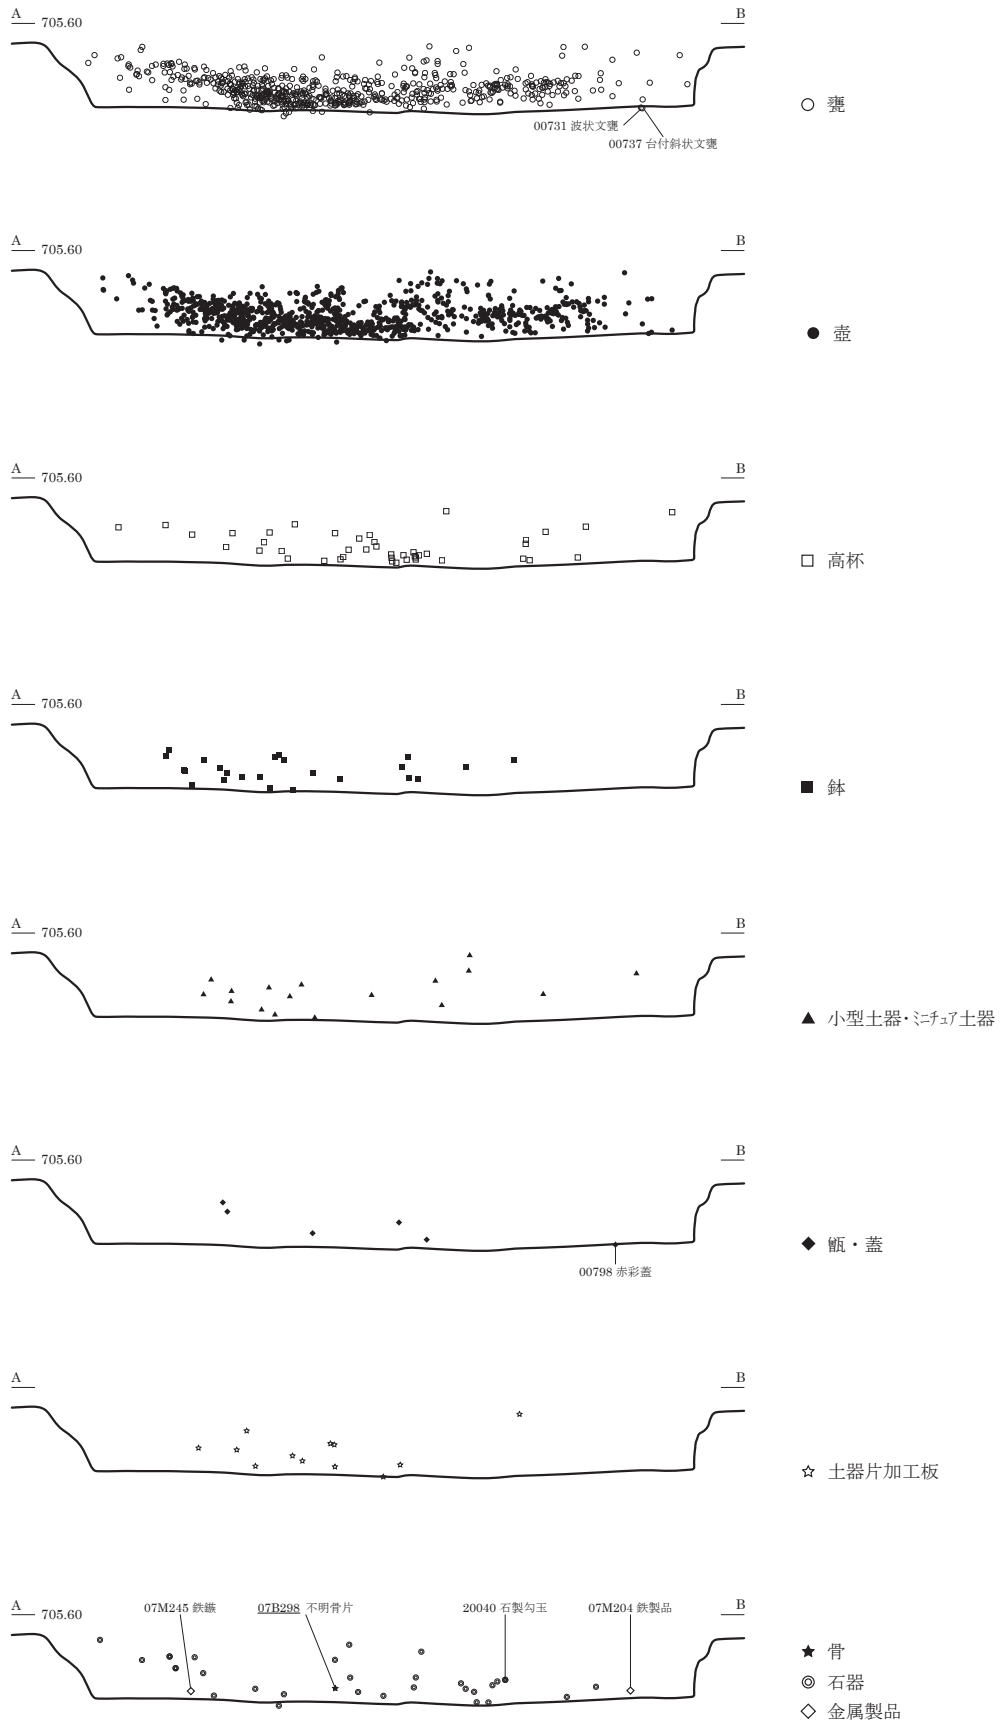 A B
705.60
甕
00731 波状文甕
00737 台付斜状文甕
A B
705.60
壺
A B
705.60
高杯
A B
705.60
鉢
A B
705.60
小型土器・ミニチュア土器
A B
705.60
甑・蓋
00798 赤彩蓋
A B
土器片加工板
A B
705.60 07M245 鉄鏃 07B298 不明骨片 20040 石製勾玉 07M204 鉄製品
骨
石器
金属製品